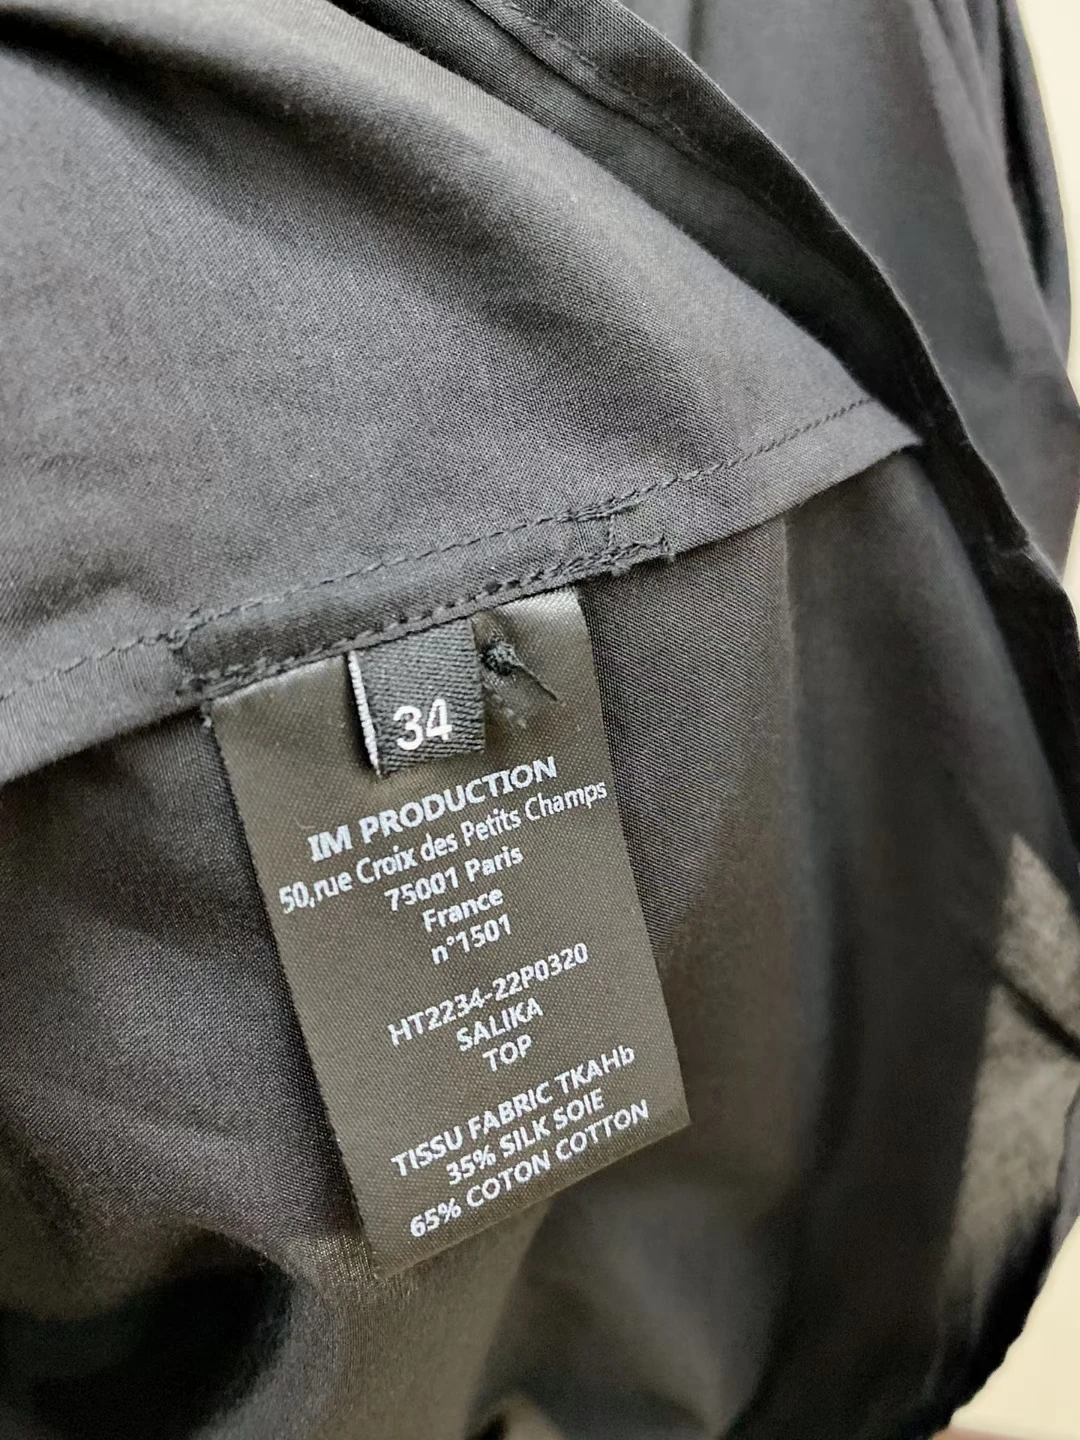 34
IM PRODUCTION
50,rue Croix des Petits Champs
75001 Paris
France
n°1501
HT2234-22P0320
SALIKA
TOP
TISSU FABRIC TKAHb
35% SILK SOIE
65% COTON COTTON